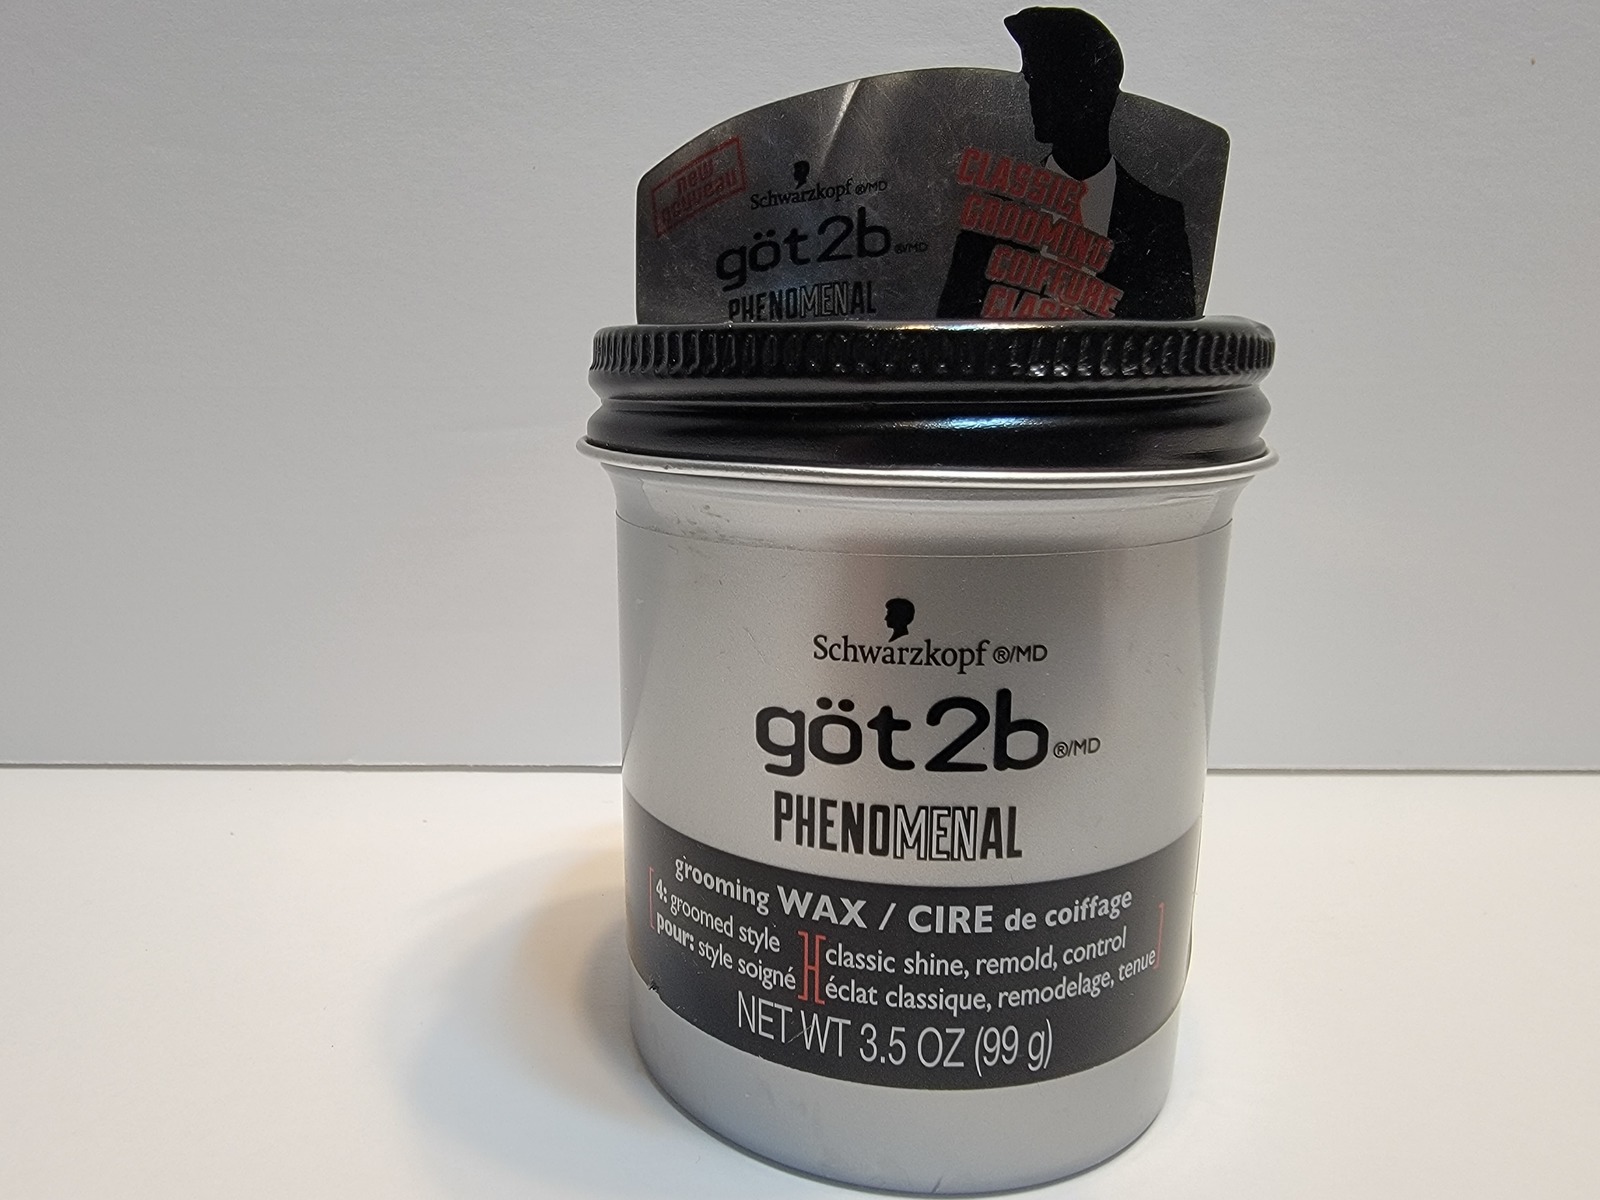 new
nouveau
Schwarzkopf ®/MD
göt2b ®/MD
PHENOMENAL
CLASSIC
GROOMING
COIFFURE
Schwarzkopf ®/MD
göt2b ®/MD
PHENOMENAL
grooming WAX / CIRE de coiffage
4: groomed style
pour: style soigné
classic shine, remold, control
éclat classique, remodelage, tenue
NET WT 3.5 OZ (99 g)